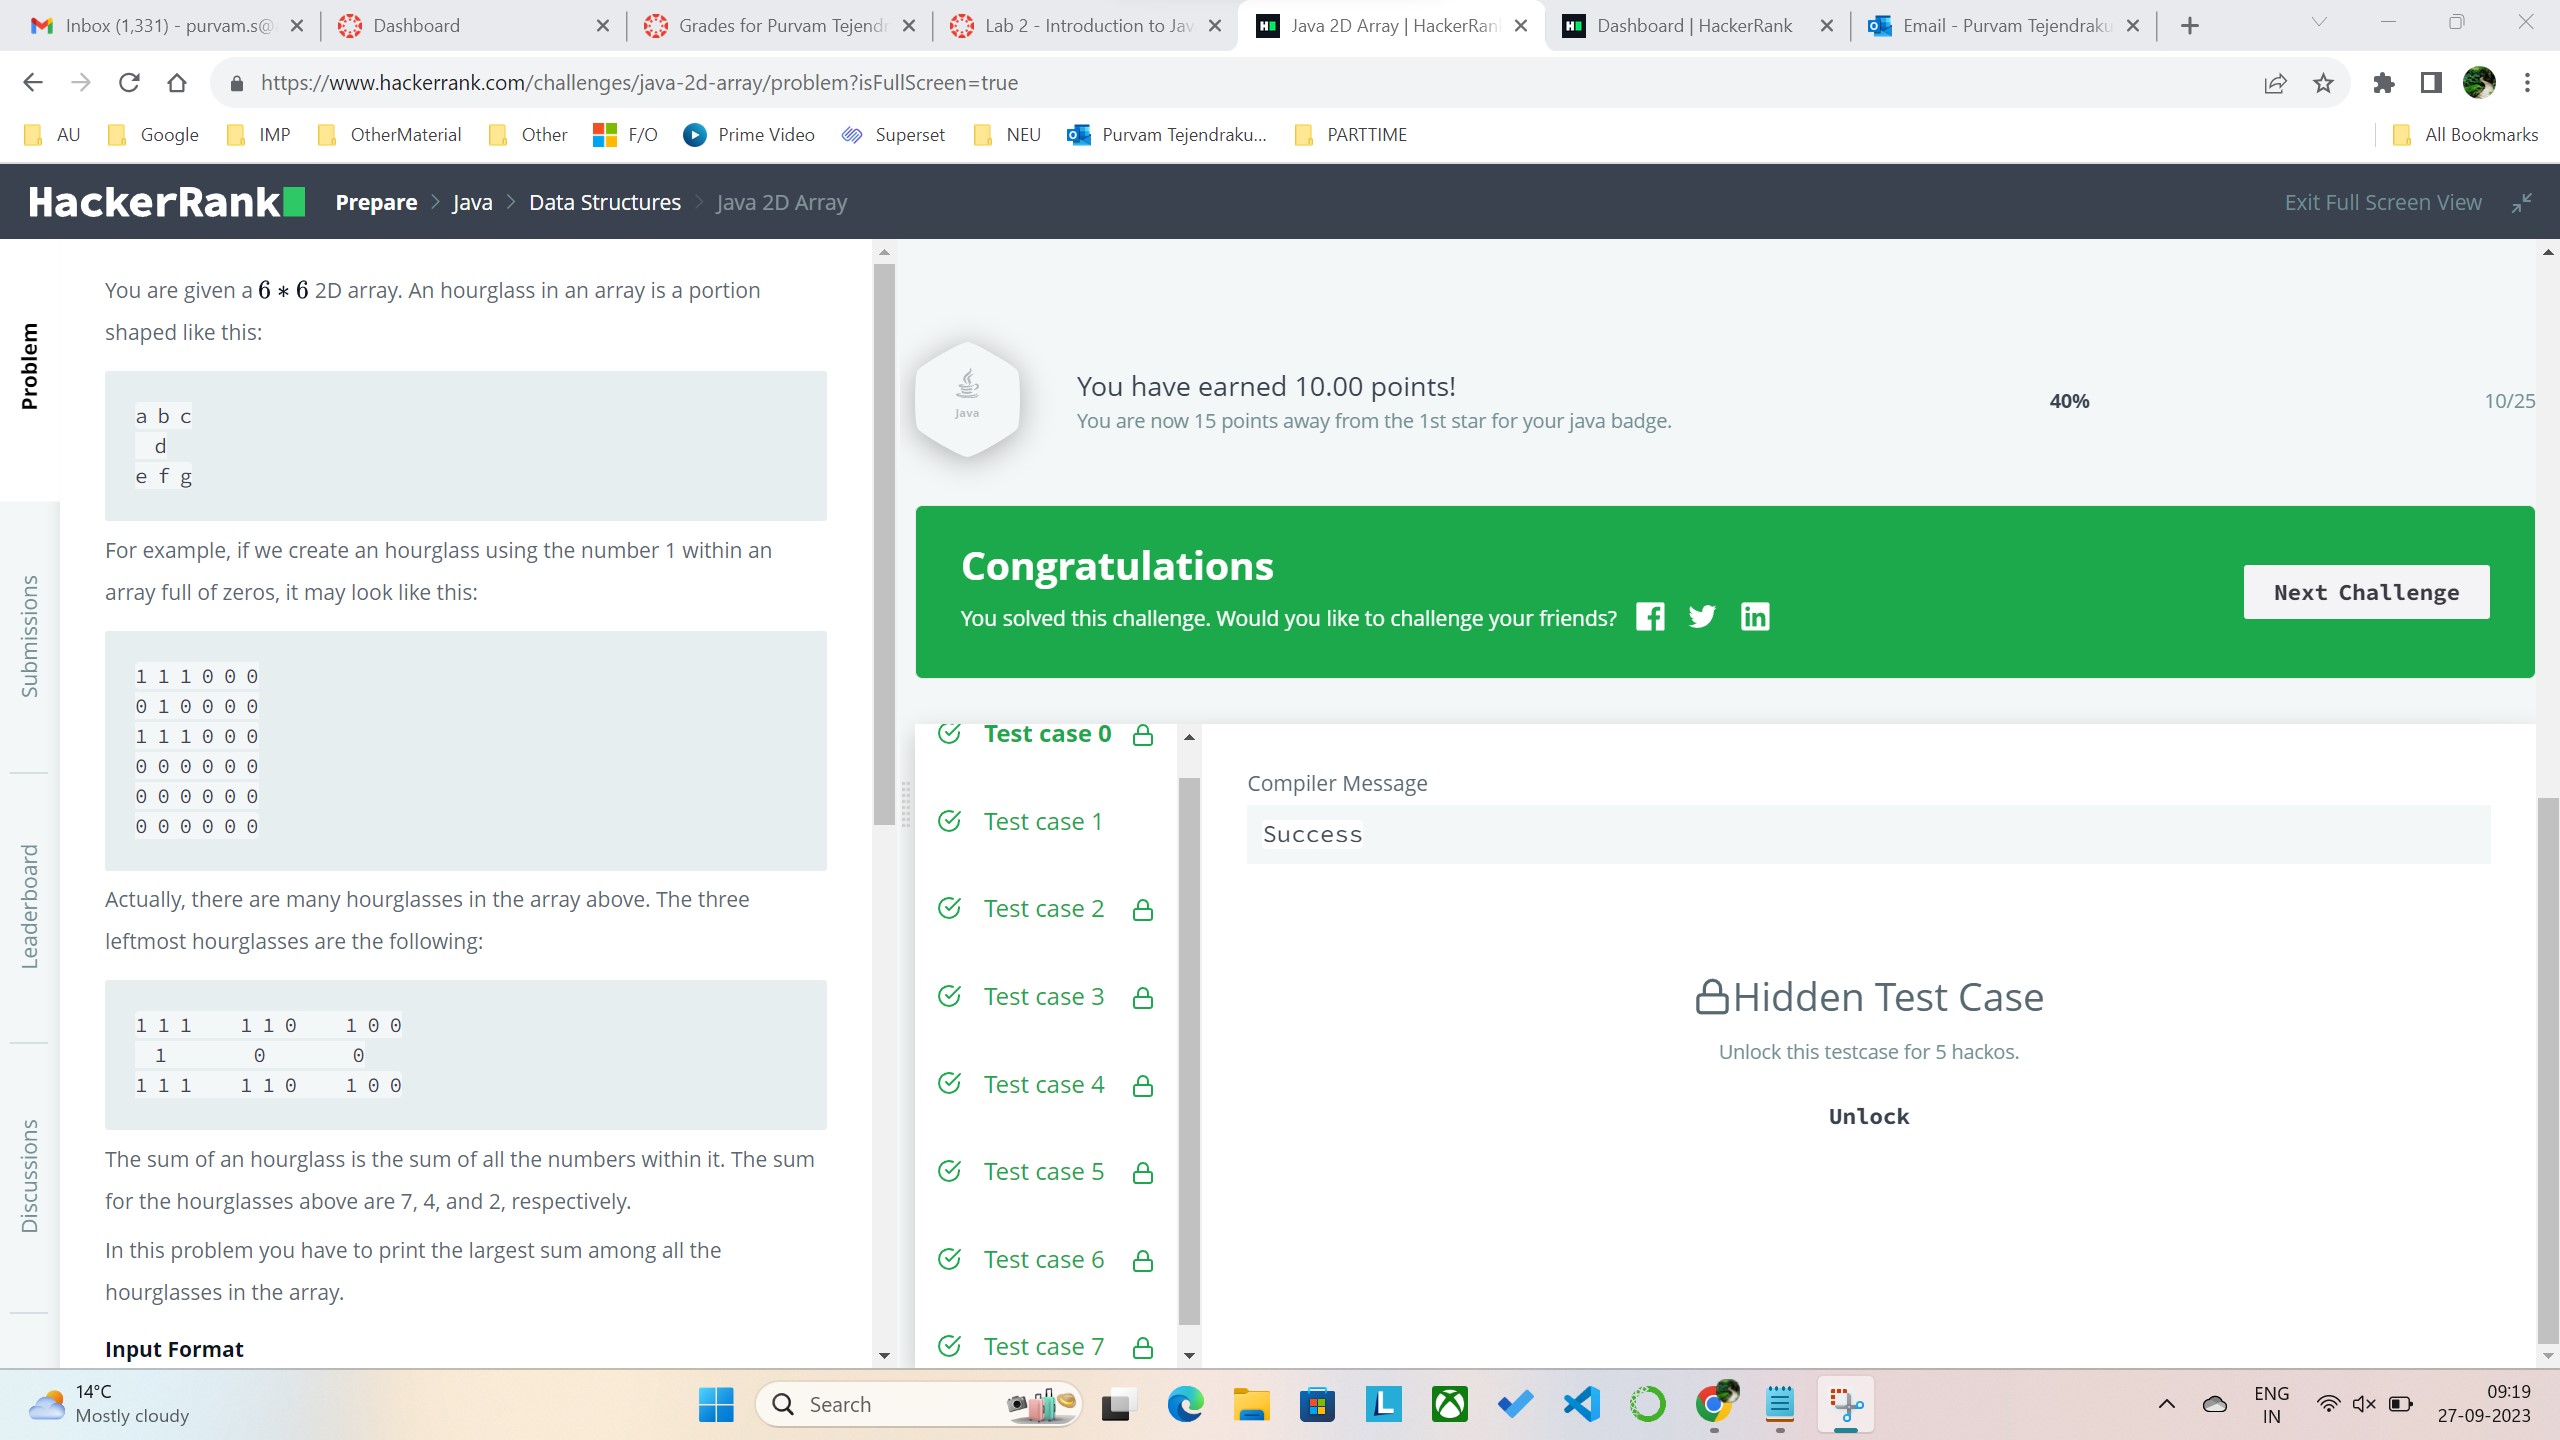 Inbox (1,331) - purvam.s@
Dashboard
Grades for Purvam Tejendr
Lab 2 - Introduction to Jav
Java 2D Array | HackerRan
Dashboard | HackerRank
Email - Purvam Tejendraku
https://www.hackerrank.com/challenges/java-2d-array/problem?isFullScreen=true
AU
Google
IMP
OtherMaterial
Other
F/O
Prime Video
Superset
NEU
Purvam Tejendraku...
PARTTIME
All Bookmarks
HackerRank
Prepare > Java > Data Structures > Java 2D Array
Exit Full Screen View
Problem
Submissions
Leaderboard
Discussions
You are given a 6 * 6 2D array. An hourglass in an array is a portion
shaped like this:
a b c
d
e f g
For example, if we create an hourglass using the number 1 within an
array full of zeros, it may look like this:
1 1 1 0 0 0
0 1 0 0 0 0
1 1 1 0 0 0
0 0 0 0 0 0
0 0 0 0 0 0
0 0 0 0 0 0
Actually, there are many hourglasses in the array above. The three
leftmost hourglasses are the following:
1 1 1 1 1 0 1 0 0
1 0 0
1 1 1 1 1 0 1 0 0
The sum of an hourglass is the sum of all the numbers within it. The sum
for the hourglasses above are 7, 4, and 2, respectively.
In this problem you have to print the largest sum among all the
hourglasses in the array.
Input Format
Java
You have earned 10.00 points!
You are now 15 points away from the 1st star for your java badge.
40%
10/25
Congratulations
You solved this challenge. Would you like to challenge your friends?
Next Challenge
Test case 0
Test case 1
Test case 2
Test case 3
Test case 4
Test case 5
Test case 6
Test case 7
Compiler Message
Success
Hidden Test Case
Unlock this testcase for 5 hackos.
Unlock
14°C
Mostly cloudy
Search
ENG
IN
09:19
27-09-2023